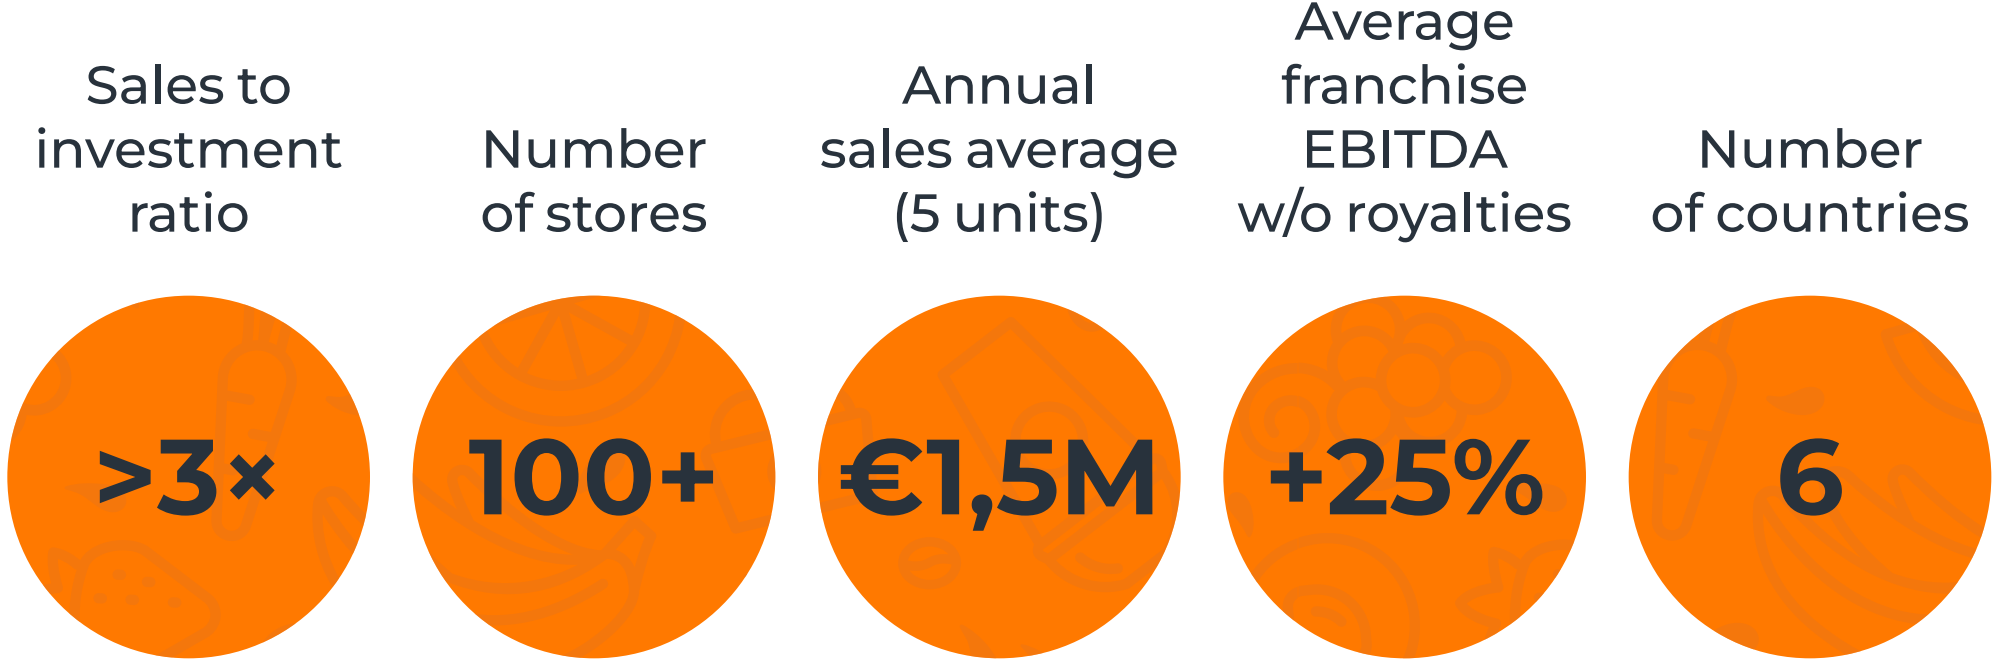 Sales to
investment
ratio
>3×
Number
of stores
100+
Annual
sales average
(5 units)
€1,5M
Average
franchise
EBITDA
w/o royalties
+25%
Number
of countries
6